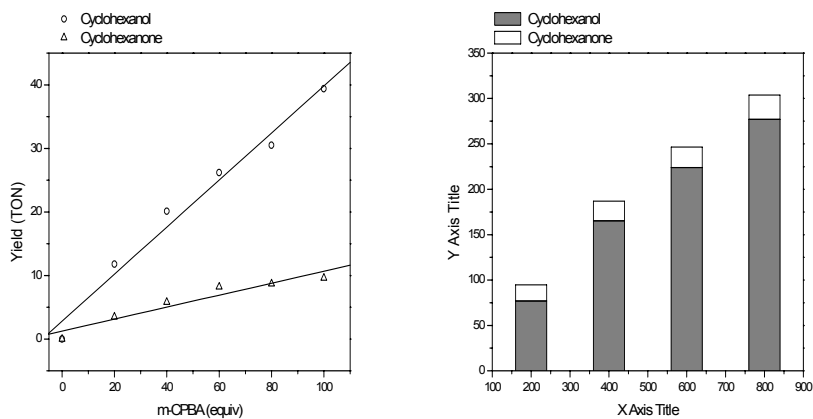 Cyclohexanol
Cyclohexanone
40
30
20
10
0
Yield (TON)
0 20 40 60 80 100
m-CPBA (equiv)
Cyclohexanol
Cyclohexanone
350
300
250
200
150
100
50
0
Y Axis Title
100 200 300 400 500 600 700 800 900
X Axis Title